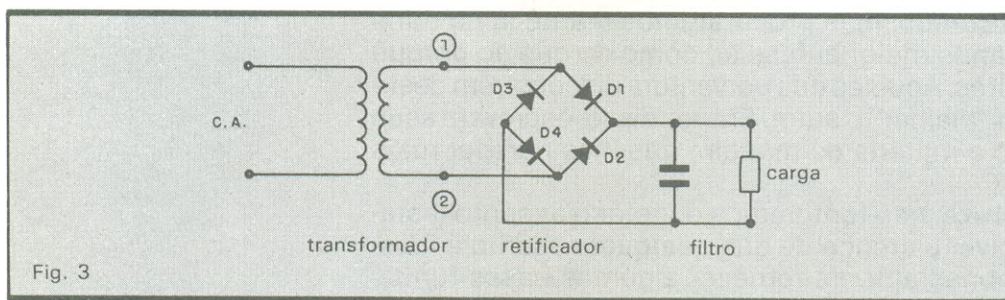 ①
D3
D1
C.A.
D4
D2
carga
②
transformador retificador filtro
Fig. 3